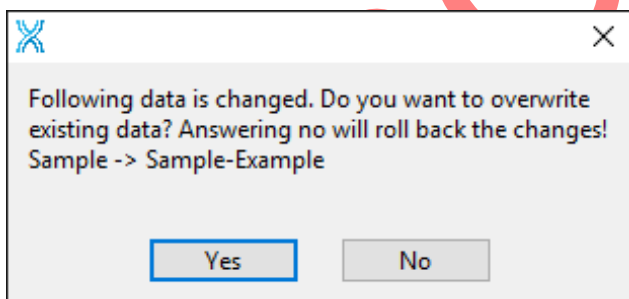 Following data is changed. Do you want to overwrite
existing data? Answering no will roll back the changes!
Sample -> Sample-Example
Yes
No